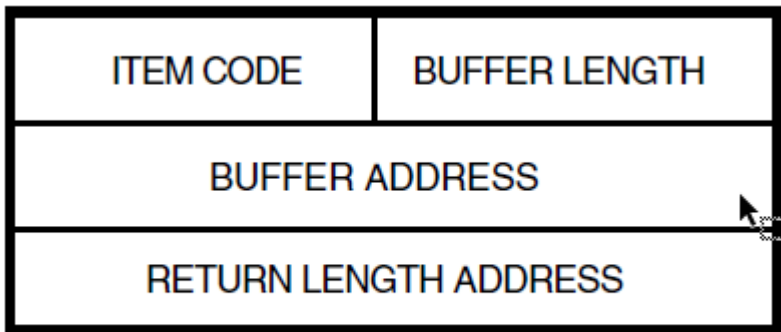 ITEM CODE BUFFER LENGTH
BUFFER ADDRESS
RETURN LENGTH ADDRESS